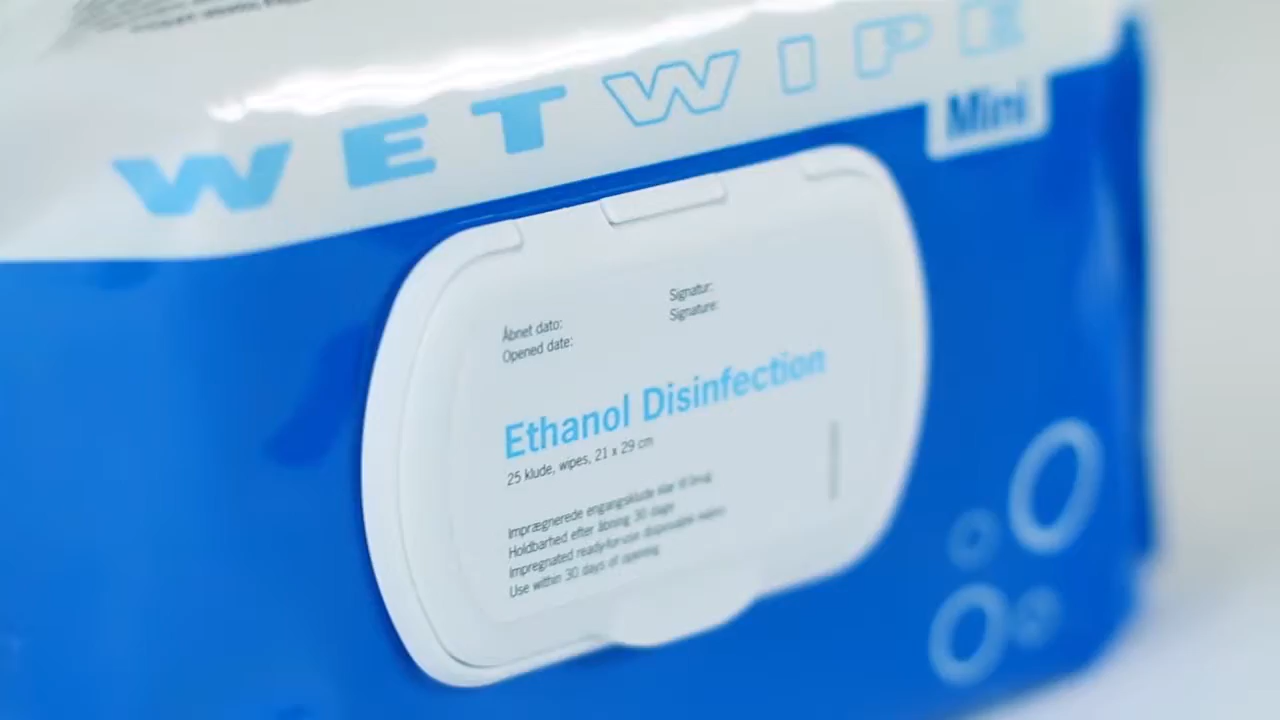 WETWIPE
Mini
Åbnet dato:
Opened date:
Signatur:
Signature:
Ethanol Disinfection
25 klude, wipes, 21 x 29 cm
Imprægnerede engangsklude klar til brug
Holdbarhed efter åbning 30 dage
Impregnated ready-for-use disposable wipes
Use within 30 days of opening